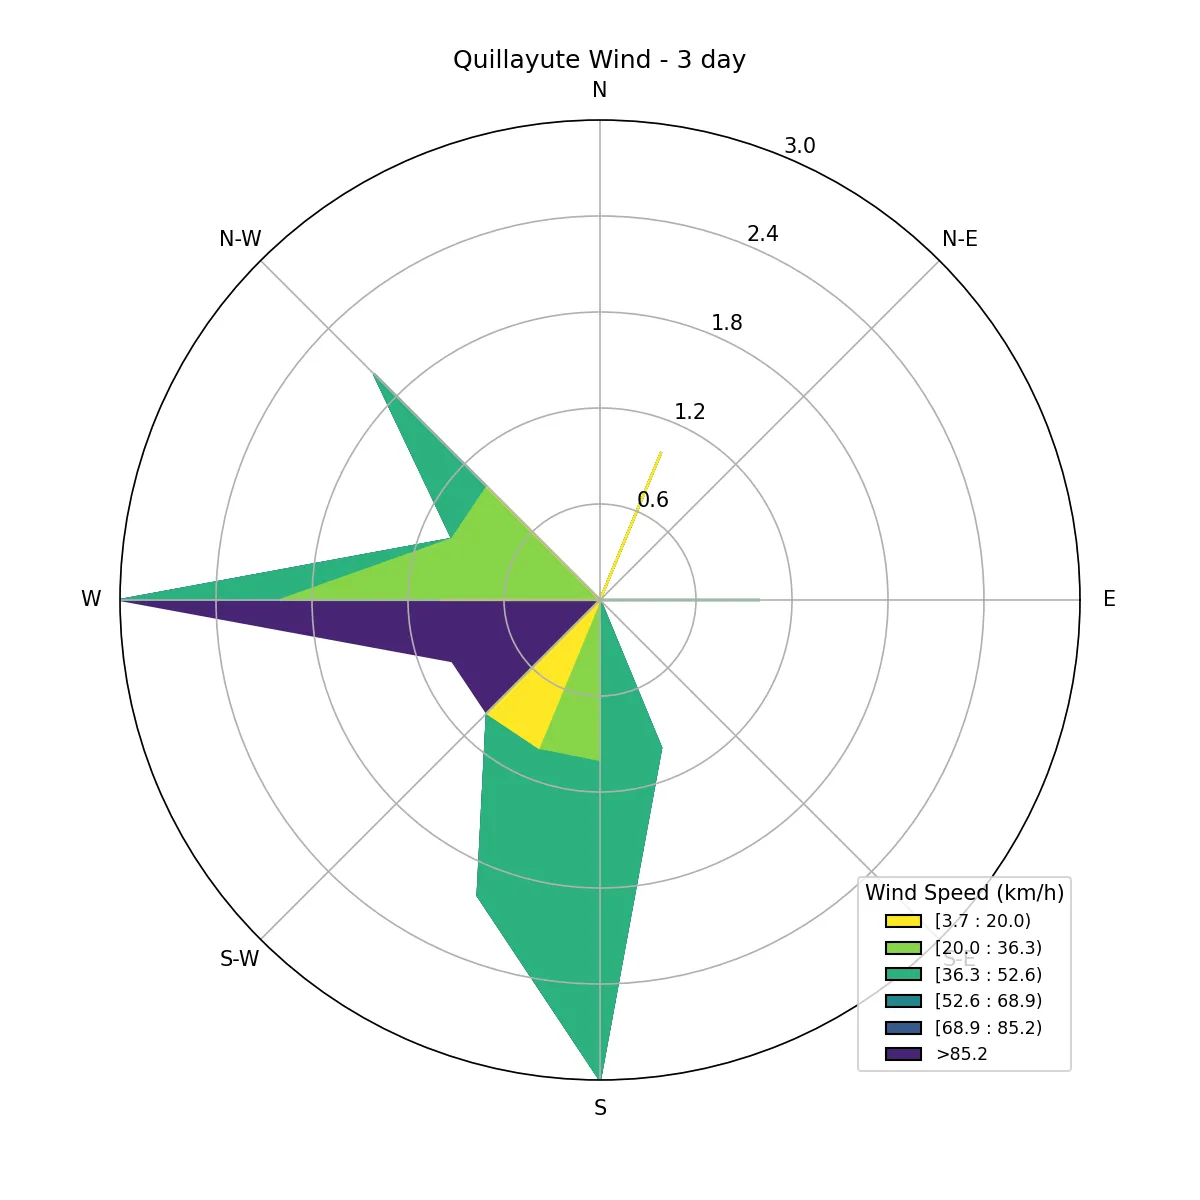 Quillayute Wind - 3 day
N
3.0
N-W
2.4
N-E
1.8
1.2
0.6
W
E
S-W
S-E
Wind Speed (km/h)
[3.7 : 20.0)
[20.0 : 36.3)
[36.3 : 52.6)
[52.6 : 68.9)
[68.9 : 85.2)
>85.2
S